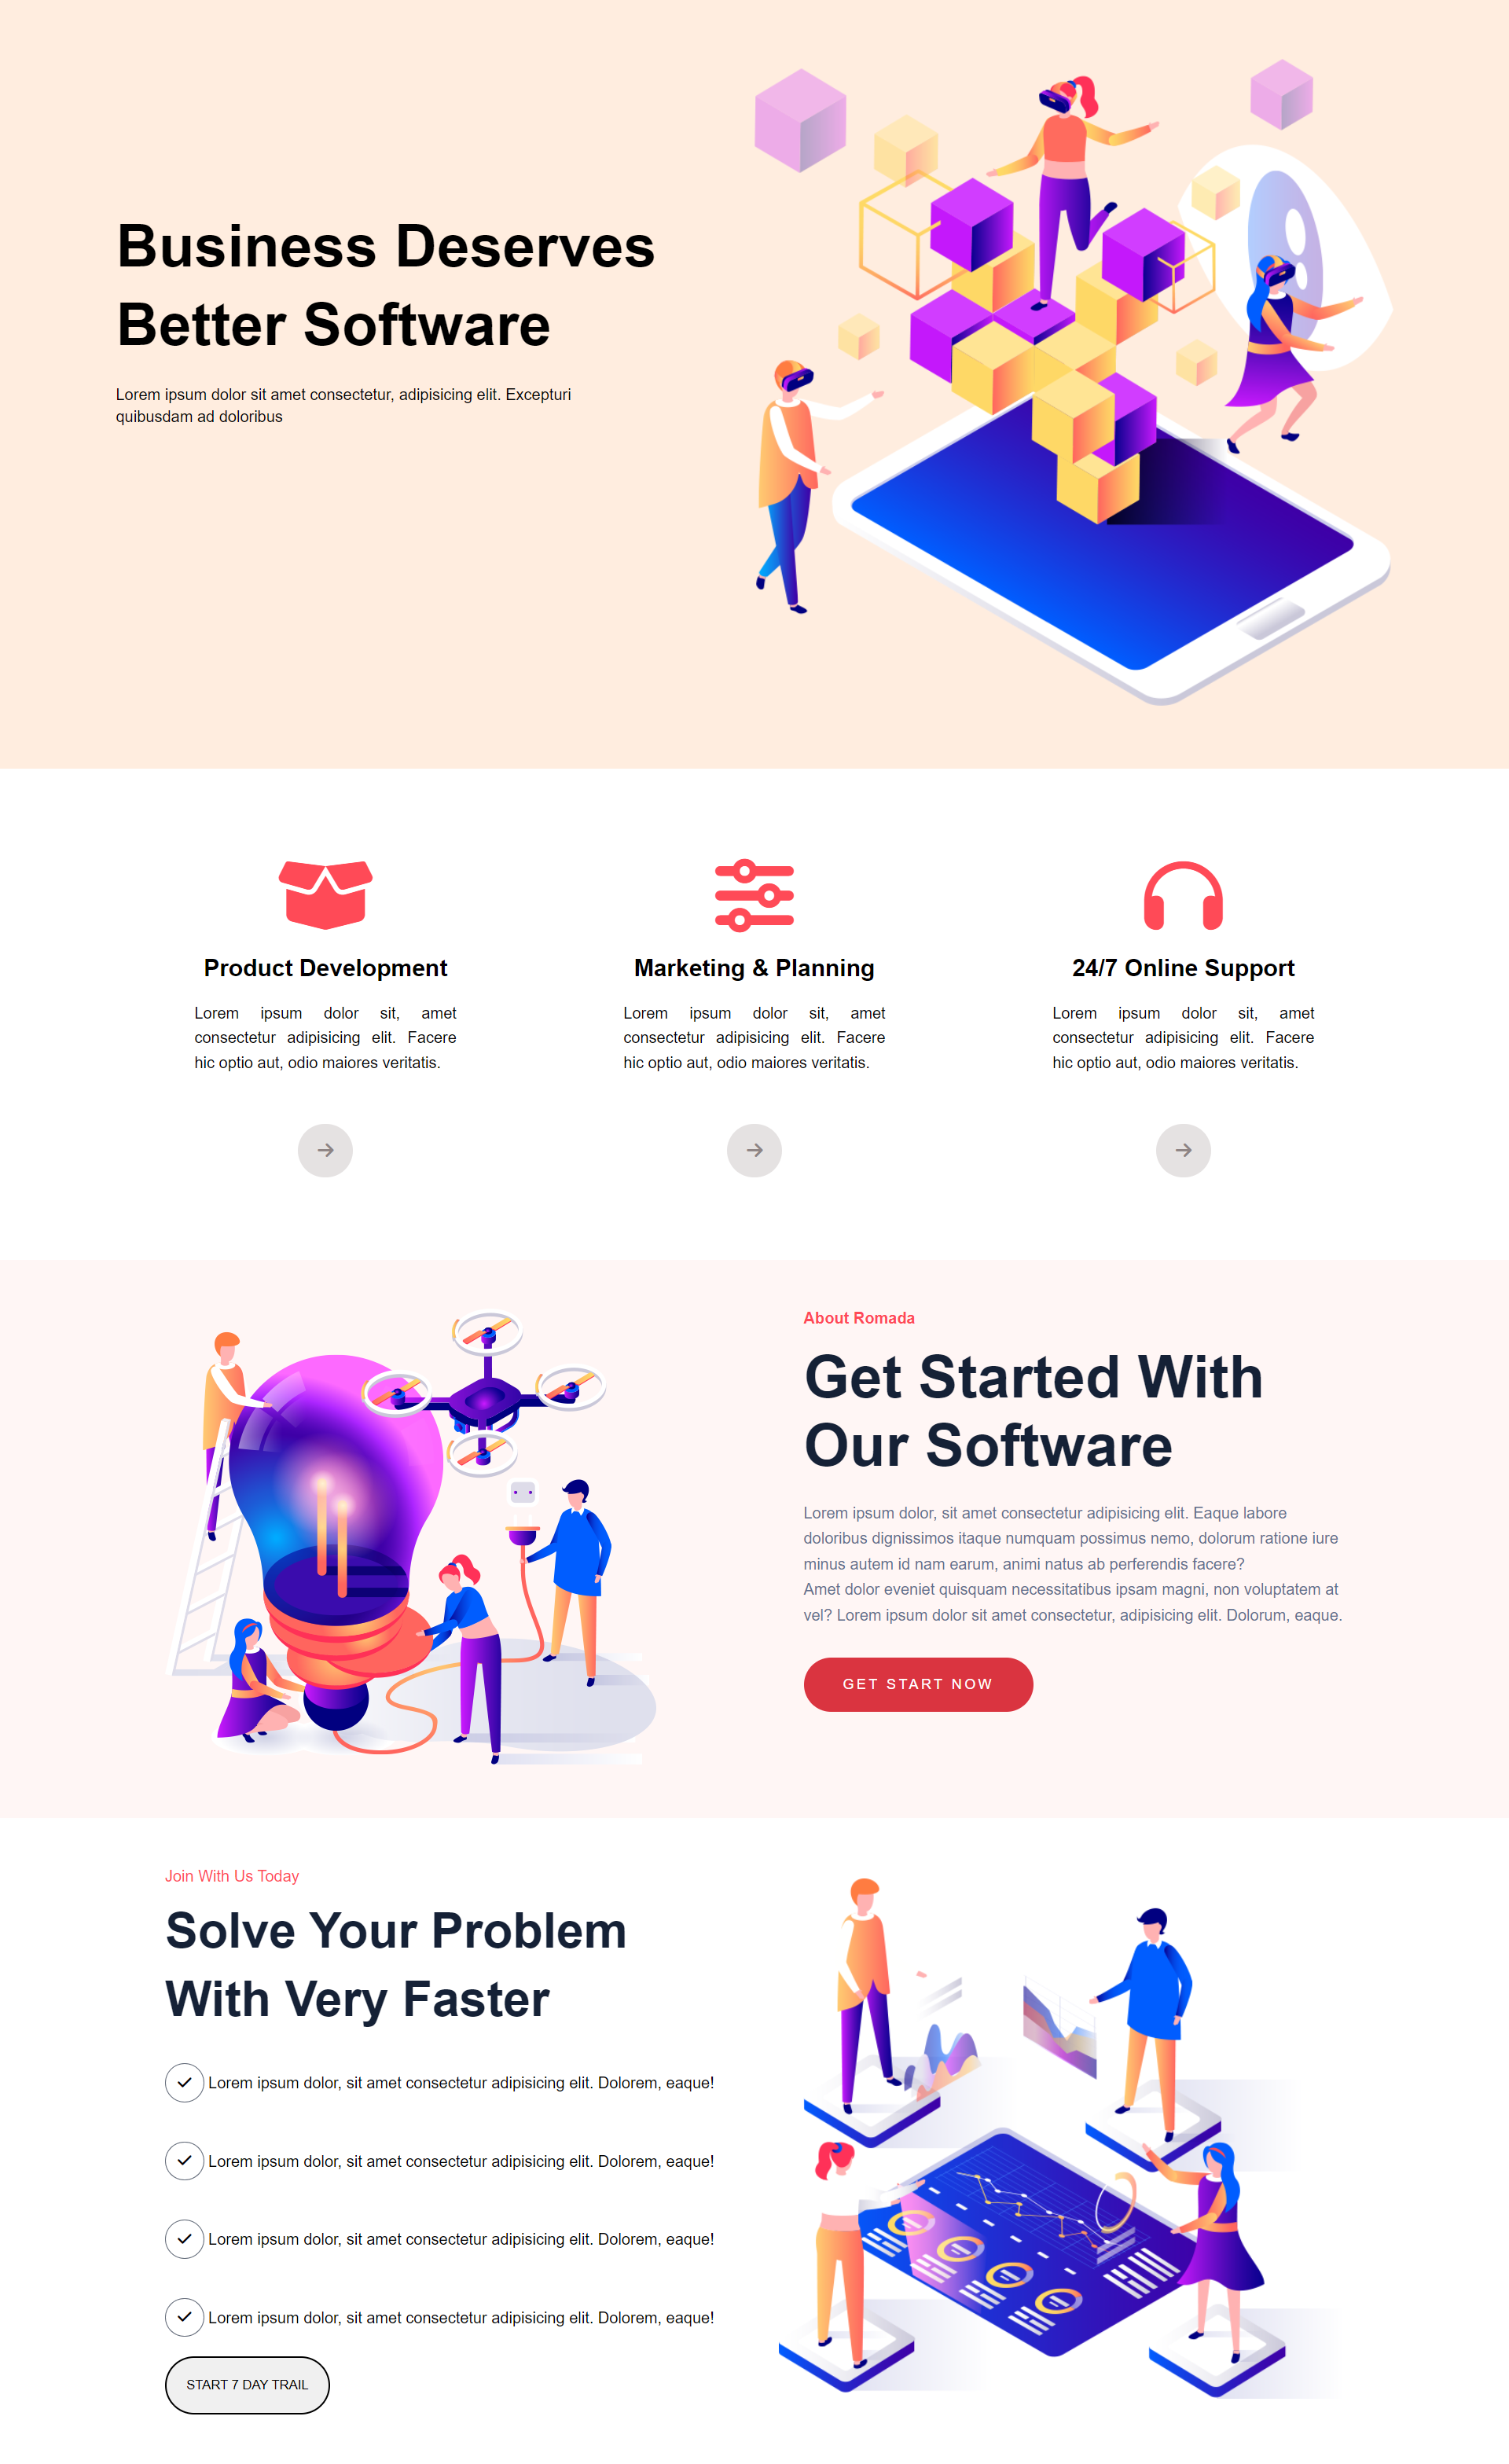 Business Deserves
Better Software
Lorem ipsum dolor sit amet consectetur, adipisicing elit. Excepturi
quibusdam ad doloribus
Product Development
Lorem ipsum dolor sit, amet
consectetur adipisicing elit. Facere
hic optio aut, odio maiores veritatis.
Marketing & Planning
Lorem ipsum dolor sit, amet
consectetur adipisicing elit. Facere
hic optio aut, odio maiores veritatis.
24/7 Online Support
Lorem ipsum dolor sit, amet
consectetur adipisicing elit. Facere
hic optio aut, odio maiores veritatis.
About Romada
Get Started With
Our Software
Lorem ipsum dolor, sit amet consectetur adipisicing elit. Eaque labore
doloribus dignissimos itaque numquam possimus nemo, dolorum ratione iure
minus autem id nam earum, animi natus ab perferendis facere?
Amet dolor eveniet quisquam necessitatibus ipsam magni, non voluptatem at
vel? Lorem ipsum dolor sit amet consectetur, adipisicing elit. Dolorum, eaque.
GET START NOW
Join With Us Today
Solve Your Problem
With Very Faster
Lorem ipsum dolor, sit amet consectetur adipisicing elit. Dolorem, eaque!
Lorem ipsum dolor, sit amet consectetur adipisicing elit. Dolorem, eaque!
Lorem ipsum dolor, sit amet consectetur adipisicing elit. Dolorem, eaque!
Lorem ipsum dolor, sit amet consectetur adipisicing elit. Dolorem, eaque!
START 7 DAY TRAIL